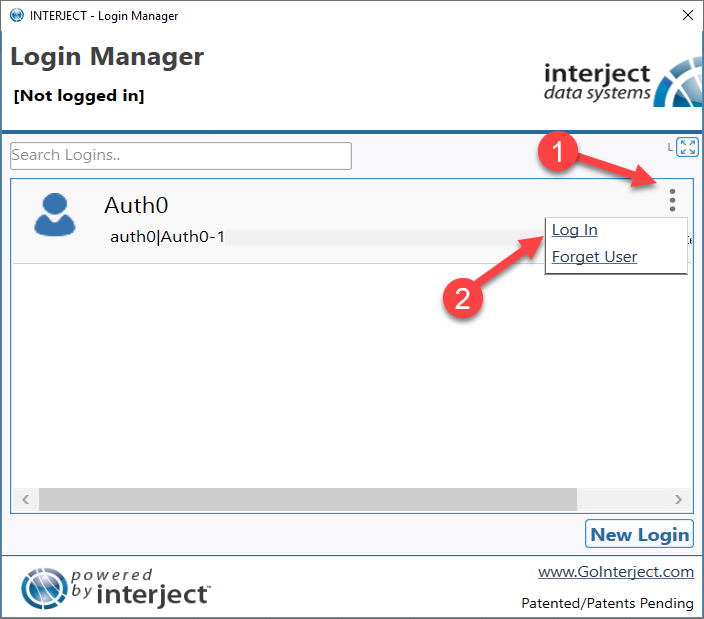 INTERJECT - Login Manager
Login Manager
[Not logged in]
interject
data systems
Search Logins..
L
1
Auth0
auth0|Auth0-1
Log In
Forget User
2
New Login
powered
by interject™
www.GoInterject.com
Patented/Patents Pending